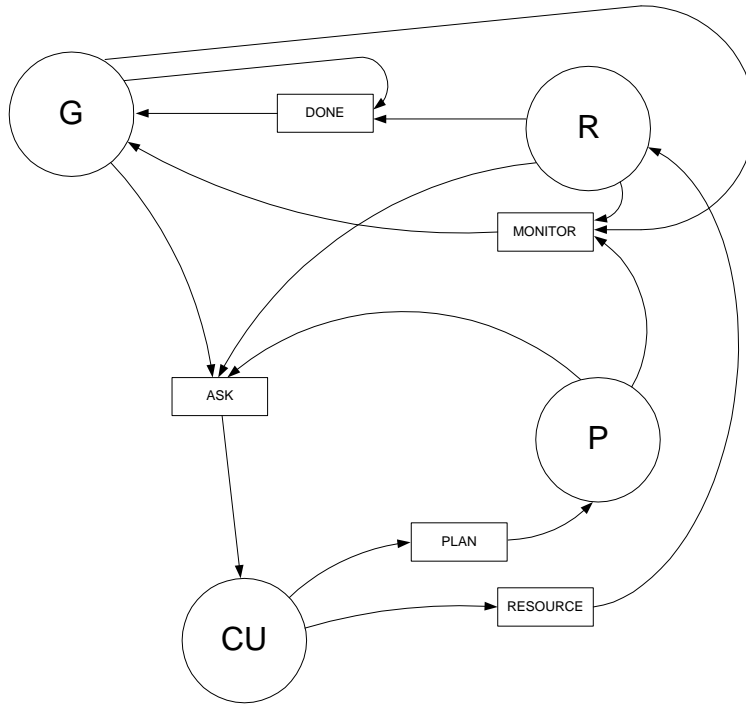 G
DONE
R
MONITOR
ASK
P
PLAN
RESOURCE
CU